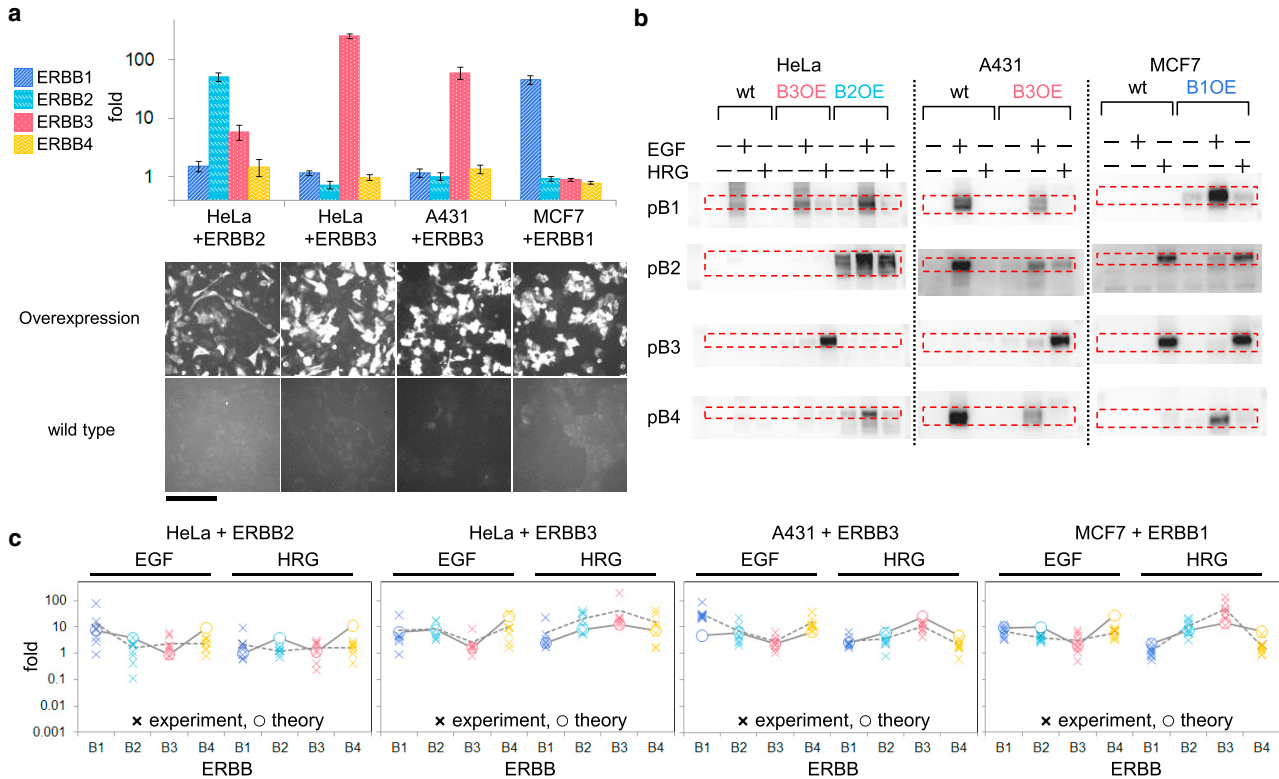 a
ERBB1
ERBB2
ERBB3
ERBB4
fold
100
10
1
HeLa
+ERBB2
HeLa
+ERBB3
A431
+ERBB3
MCF7
+ERBB1
Overexpression
wild type
b
HeLa
A431
MCF7
wt B3OE B2OE
wt B3OE
wt B1OE
EGF − + − − + − − + − − + − − + − − + − − + −
HRG − − + − − + − − + − − + − − + − − + − − +
pB1
pB2
pB3
pB4
c
HeLa + ERBB2
HeLa + ERBB3
A431 + ERBB3
MCF7 + ERBB1
EGF HRG
EGF HRG
EGF HRG
EGF HRG
fold
100
10
1
0.1
0.01
0.001
× experiment, ○ theory
× experiment, ○ theory
× experiment, ○ theory
× experiment, ○ theory
B1 B2 B3 B4 B1 B2 B3 B4
B1 B2 B3 B4 B1 B2 B3 B4
B1 B2 B3 B4 B1 B2 B3 B4
B1 B2 B3 B4 B1 B2 B3 B4
ERBB
ERBB
ERBB
ERBB